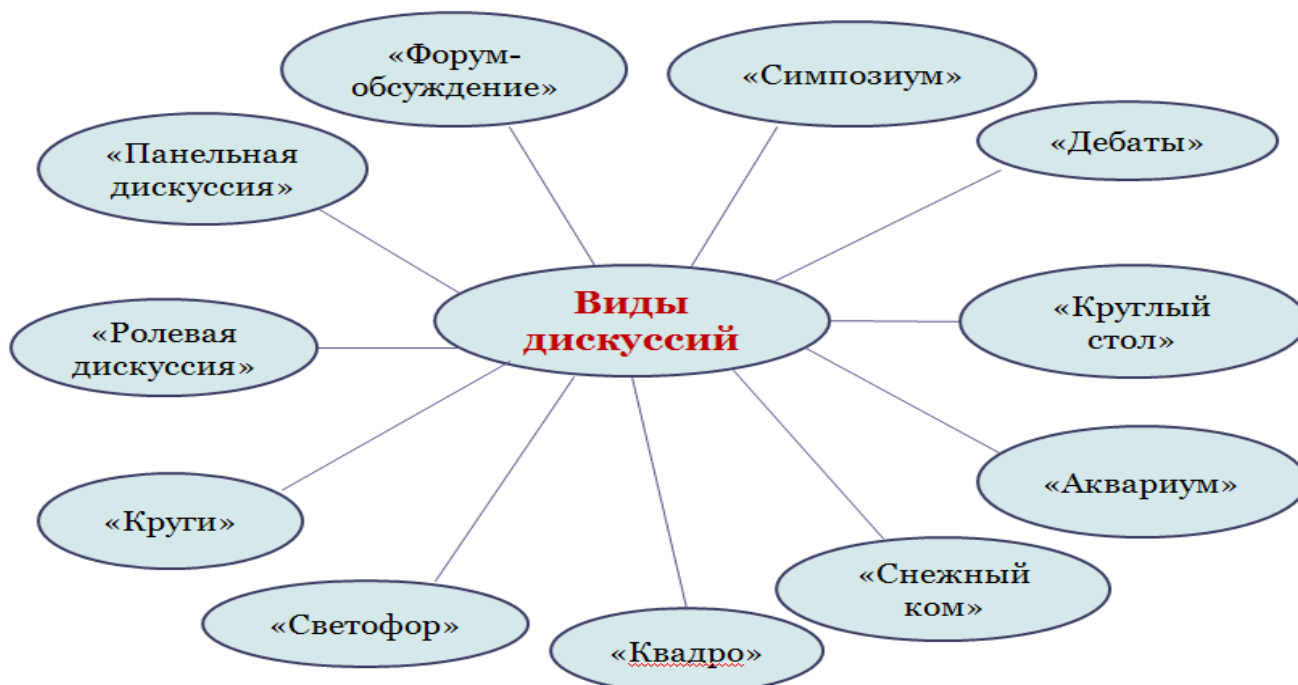 «Форум-
обсуждение»
«Симпозиум»
«Дебаты»
«Панельная
дискуссия»
Виды
дискуссий
«Круглый
стол»
«Ролевая
дискуссия»
«Аквариум»
«Круги»
«Снежный
ком»
«Светофор»
«Квадро»